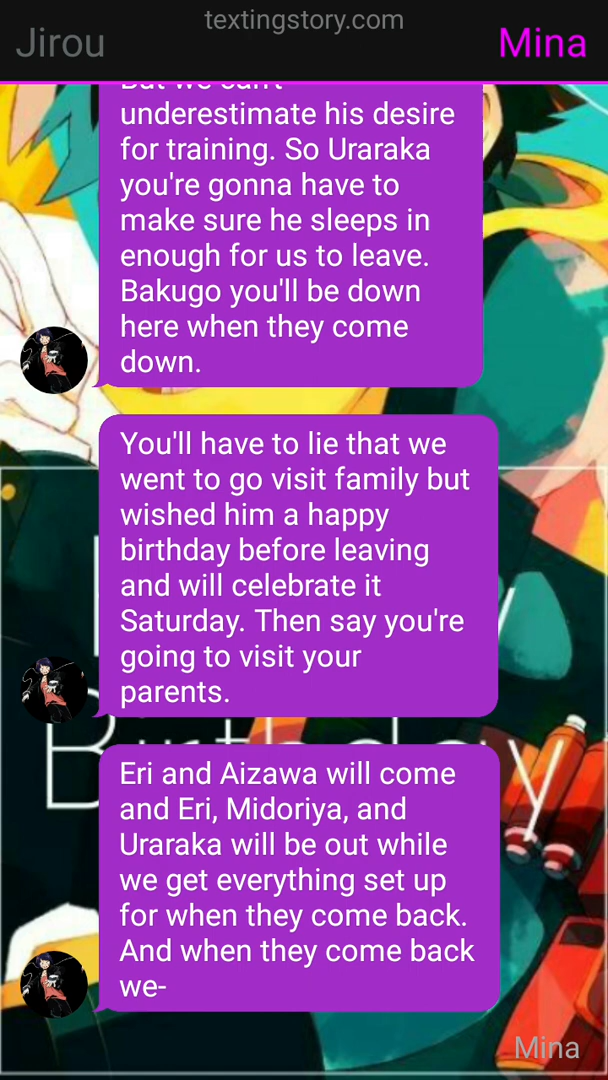 textingstory.com
Jirou
Mina
But we can't
underestimate his desire
for training. So Uraraka
you're gonna have to
make sure he sleeps in
enough for us to leave.
Bakugo you'll be down
here when they come
down.
You'll have to lie that we
went to go visit family but
wished him a happy
birthday before leaving
and will celebrate it
Saturday. Then say you're
going to visit your
parents.
Eri and Aizawa will come
and Eri, Midoriya, and
Uraraka will be out while
we get everything set up
for when they come back.
And when they come back
we-
Birthday
Mina